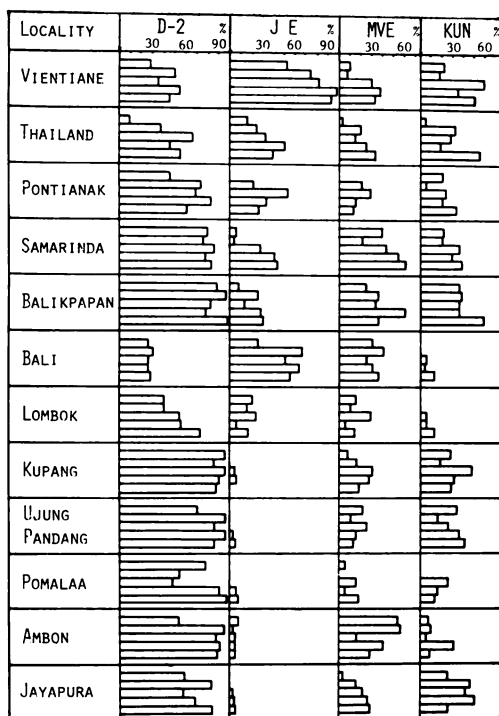 LOCALITY D-2 % J E % MVE % KUN %
30 60 90 30 60 90 30 60 30 60
VIENTIANE
THAILAND
PONTIANAK
SAMARINDA
BALIKPAPAN
BALI
LOMBOK
KUPANG
UJUNG
PANDANG
POMALAA
AMBON
JAYAPURA